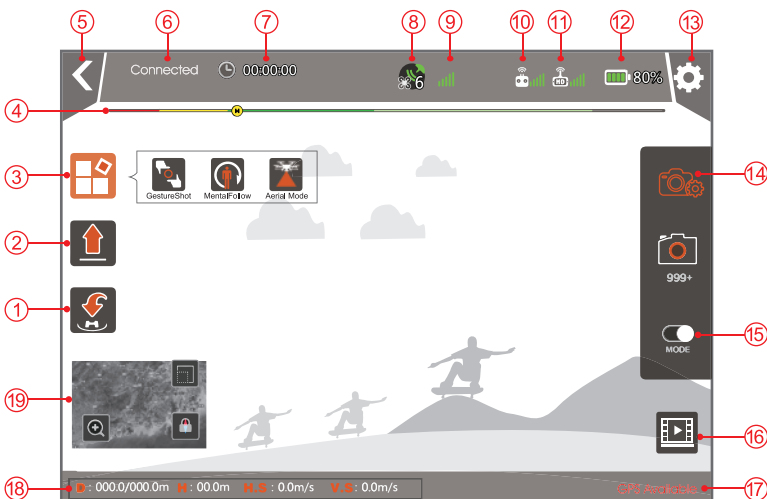 5 6 7 8 9 10 11 12 13
Connected 00:00:00 6 HD 80%
4 H
3
GestureShot MentalFollow Aerial Mode
14
2
999+
1
15
MODE
19
16
18 D : 000.0/000.0m H : 00.0m H.S : 0.0m/s V.S : 0.0m/s
17